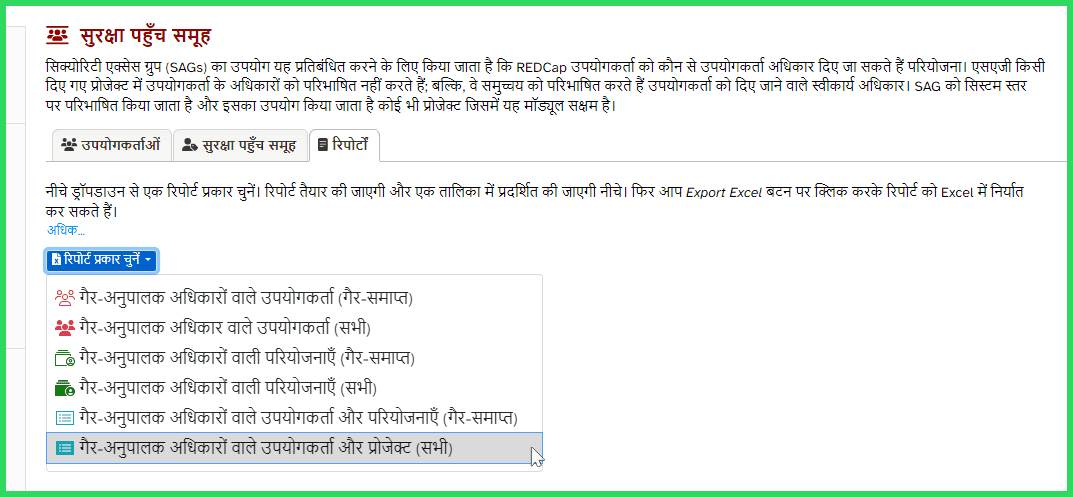 सुरक्षा पहुँच समूह
सिक्योरिटी एक्सेस ग्रुप (SAGs) का उपयोग यह प्रतिबंधित करने के लिए किया जाता है कि REDCap उपयोगकर्ता को कौन से उपयोगकर्ता अधिकार दिए जा सकते हैं परियोजना। एसएजी किसी
दिए गए प्रोजेक्ट में उपयोगकर्ता के अधिकारों को परिभाषित नहीं करते हैं; बल्कि, वे समुच्चय को परिभाषित करते हैं उपयोगकर्ता को दिए जाने वाले स्वीकार्य अधिकार। SAG को सिस्टम स्तर
पर परिभाषित किया जाता है और इसका उपयोग किया जाता है कोई भी प्रोजेक्ट जिसमें यह मॉड्यूल सक्षम है।
उपयोगकर्ताओं सुरक्षा पहुँच समूह रिपोर्टों
नीचे ड्रॉपडाउन से एक रिपोर्ट प्रकार चुनें। रिपोर्ट तैयार की जाएगी और एक तालिका में प्रदर्शित की जाएगी नीचे। फिर आप Export Excel बटन पर क्लिक करके रिपोर्ट को Excel में निर्यात
कर सकते हैं।
अधिक...
रिपोर्ट प्रकार चुनें
गैर-अनुपालक अधिकारों वाले उपयोगकर्ता (गैर-समाप्त)
गैर-अनुपालक अधिकार वाले उपयोगकर्ता (सभी)
गैर-अनुपालक अधिकारों वाली परियोजनाएँ (गैर-समाप्त)
गैर-अनुपालक अधिकारों वाली परियोजनाएँ (सभी)
गैर-अनुपालक अधिकारों वाले उपयोगकर्ता और परियोजनाएँ (गैर-समाप्त)
गैर-अनुपालक अधिकारों वाले उपयोगकर्ता और प्रोजेक्ट (सभी)